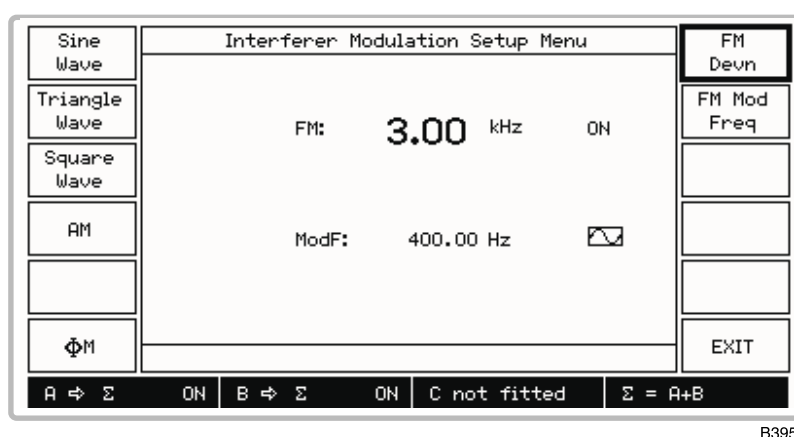 Sine
Wave
Interferer Modulation Setup Menu
FM
Devn
Triangle
Wave
FM: 3.00 kHz ON
FM Mod
Freq
Square
Wave
AM
ModF: 400.00 Hz
ΦM
EXIT
A ⇨ Σ ON B ⇨ Σ ON C not fitted Σ = A+B
B395